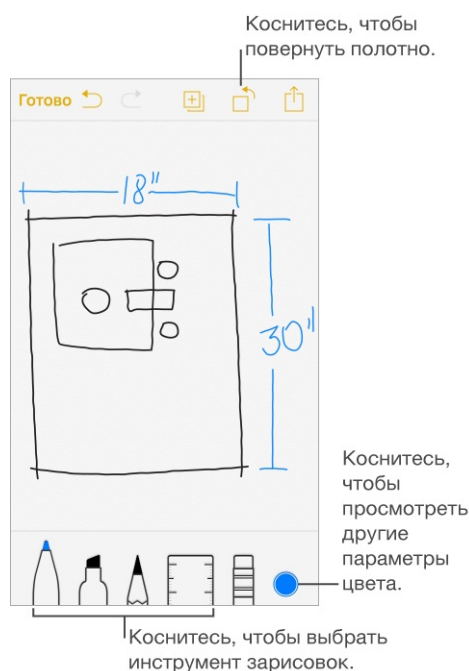 Коснитесь, чтобы
повернуть полотно.
Готово
18"
30"
Коснитесь,
чтобы
просмотреть
другие
параметры
цвета.
Коснитесь, чтобы выбрать
инструмент зарисовок.